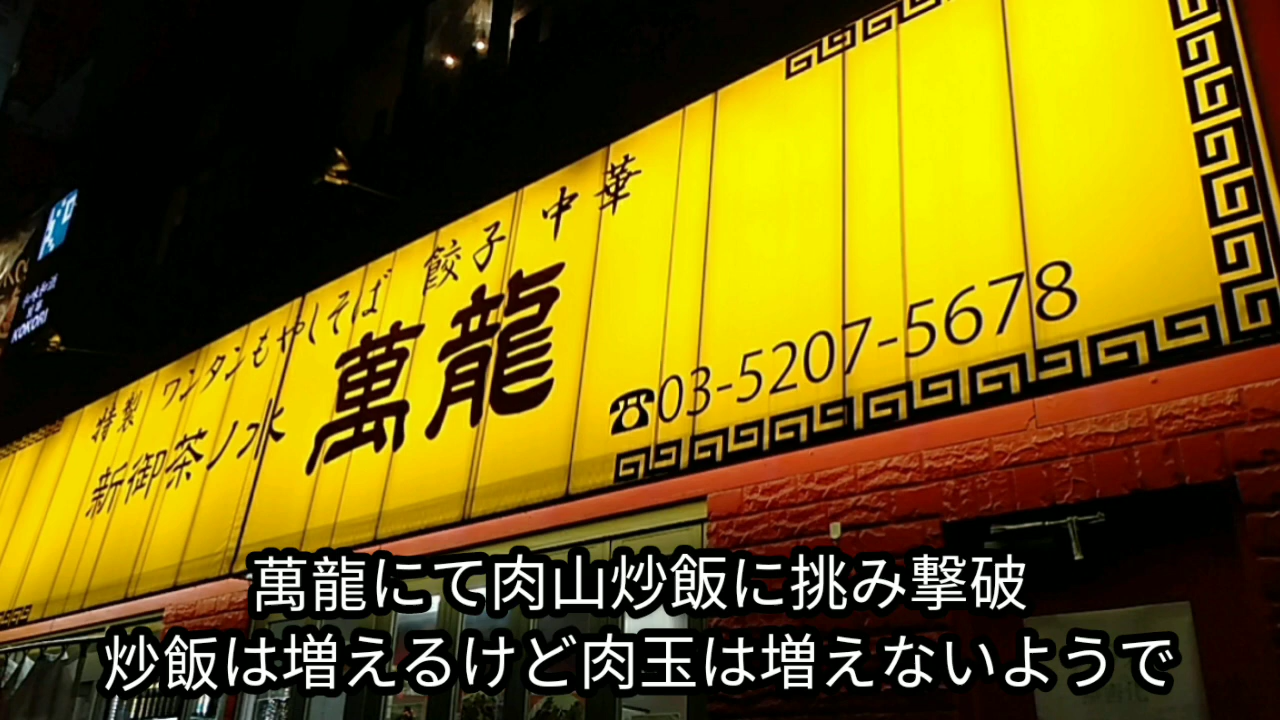 特製 ワンタンもやしそば 餃子 中華
新御茶ノ水 萬龍
☎03-5207-5678
KOKORI
萬龍にて肉山炒飯に挑み撃破
炒飯は増えるけど肉玉は増えないようで